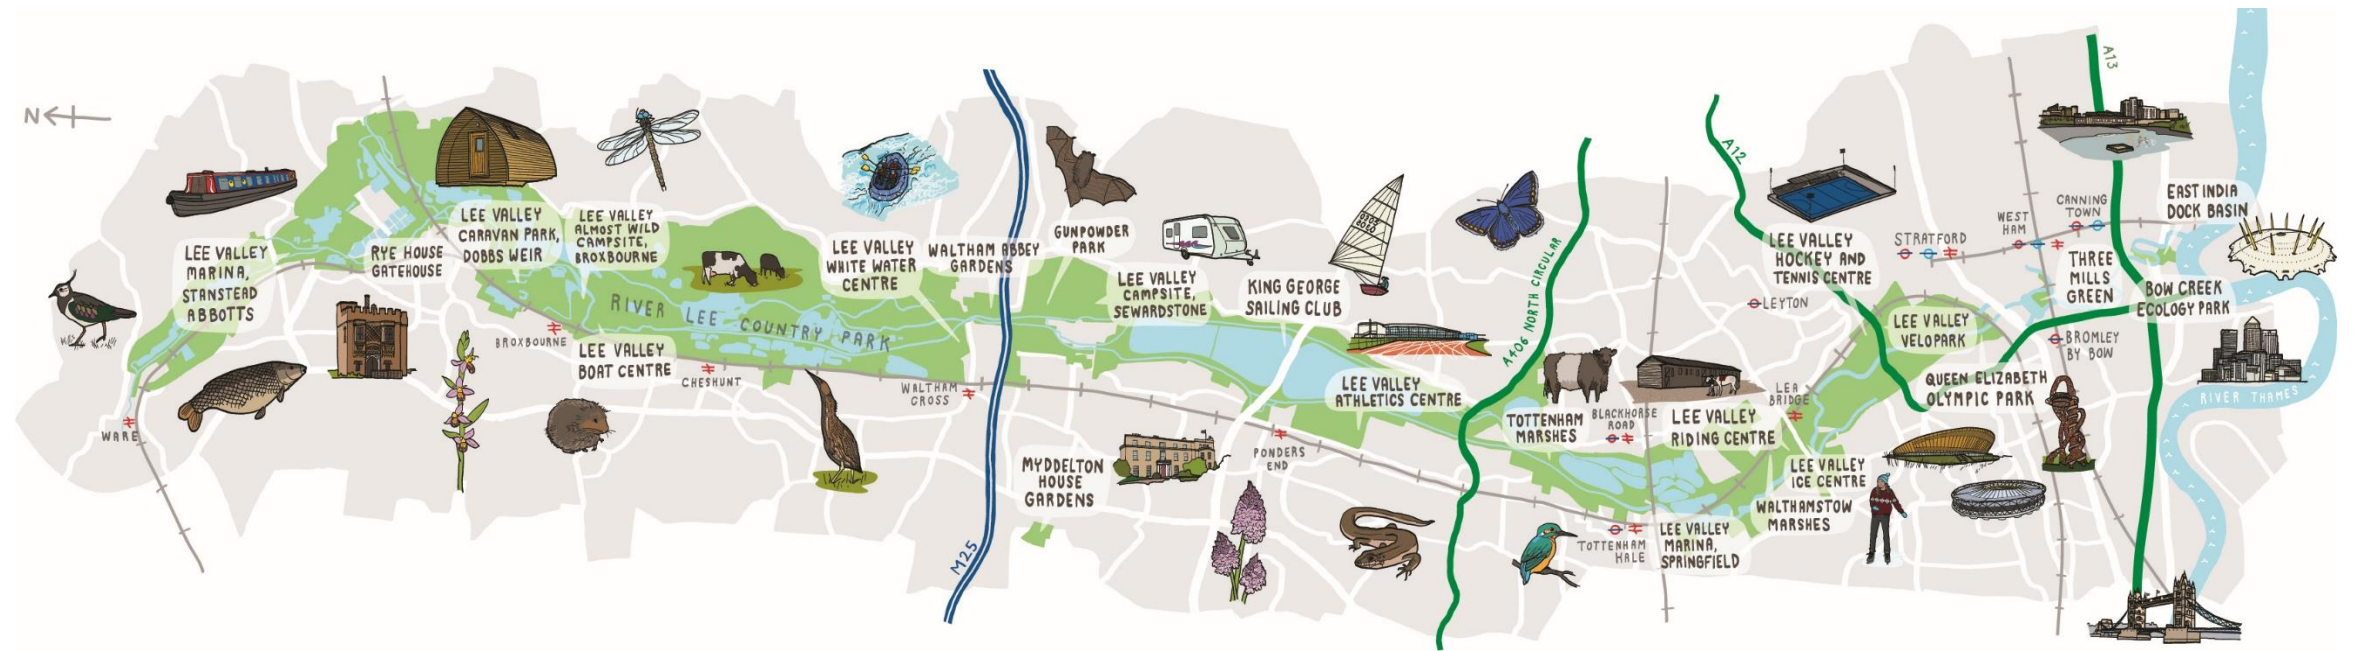 N
LEE VALLEY
MARINA,
STANSTEAD
ABBOTTS
WARE
RYE HOUSE
GATEHOUSE
LEE VALLEY
CARAVAN PARK,
DOBBS WEIR
LEE VALLEY
ALMOST WILD
CAMPSITE,
BROXBOURNE
BROXBOURNE
LEE VALLEY
BOAT CENTRE
RIVER LEE COUNTRY PARK
CHESHUNT
LEE VALLEY
WHITE WATER
CENTRE
WALTHAM
CROSS
WALTHAM ABBEY
GARDENS
M25
GUNPOWDER
PARK
MYDDELTON
HOUSE
GARDENS
LEE VALLEY
CAMPSITE,
SEWARDSTONE
KING GEORGE
SAILING CLUB
PONDERS
END
LEE VALLEY
ATHLETICS CENTRE
A406 NORTH CIRCULAR
TOTTENHAM
MARSHES
BLACKHORSE
ROAD
TOTTENHAM
HALE
LEE VALLEY
RIDING CENTRE
LEE VALLEY
MARINA,
SPRINGFIELD
LEA
BRIDGE
LEE VALLEY
ICE CENTRE
WALTHAMSTOW
MARSHES
A12
LEE VALLEY
HOCKEY AND
TENNIS CENTRE
LEYTON
STRATFORD
LEE VALLEY
VELOPARK
QUEEN ELIZABETH
OLYMPIC PARK
WEST
HAM
CANNING
TOWN
A13
THREE
MILLS
GREEN
BROMLEY
BY BOW
EAST INDIA
DOCK BASIN
BOW CREEK
ECOLOGY PARK
RIVER THAMES